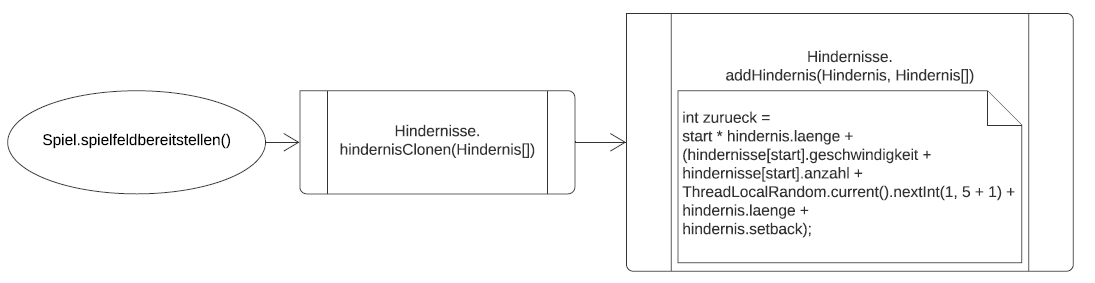 Spiel.spielfeldbereitstellen()
Hindernisse.
hindernisClonen(Hindernis[])
Hindernisse.
addHindernis(Hindernis, Hindernis[])
int zurueck =
start * hindernis.laenge +
(hindernisse[start].geschwindigkeit +
hindernisse[start].anzahl +
ThreadLocalRandom.current().nextInt(1, 5 + 1) +
hindernis.laenge +
hindernis.setback);